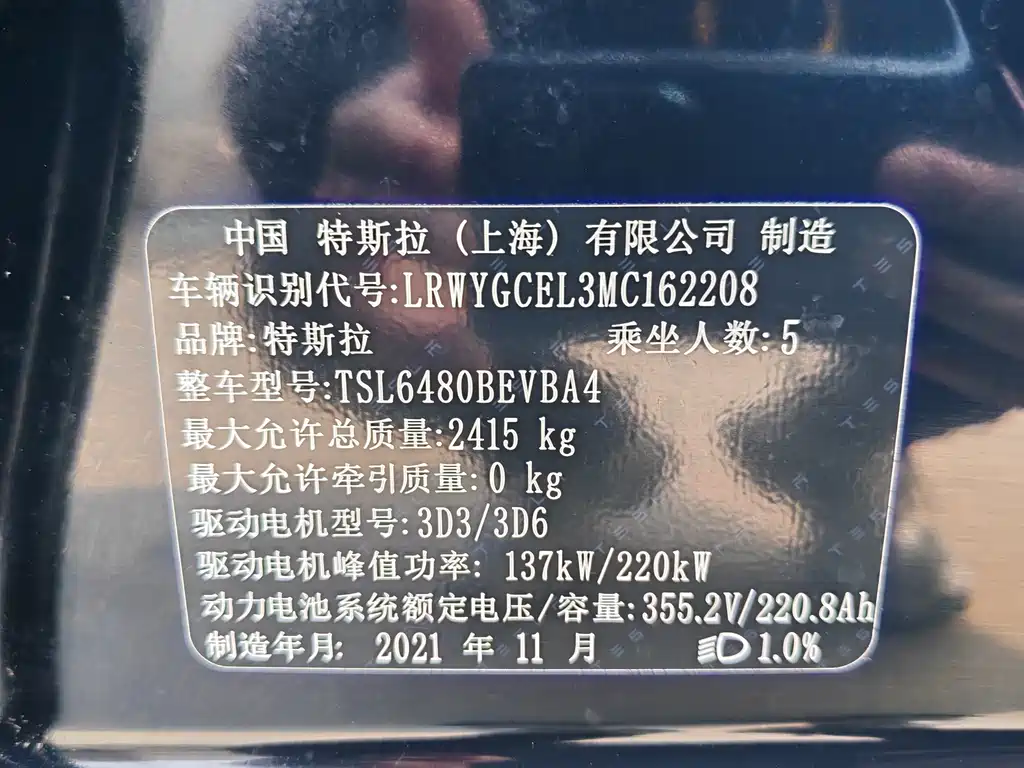 中国 特斯拉 (上海) 有限公司 制造
车辆识别代号:LRWYGCEL3MC162208
品牌:特斯拉 乘坐人数:5
整车型号:TSL6480BEVBA4
最大允许总质量:2415 kg
最大允许牵引质量:0 kg
驱动电机型号:3D3/3D6
驱动电机峰值功率: 137kW/220kW
动力电池系统额定电压/容量:355.2V/220.8Ah
制造年月: 2021 年 11 月 1.0%